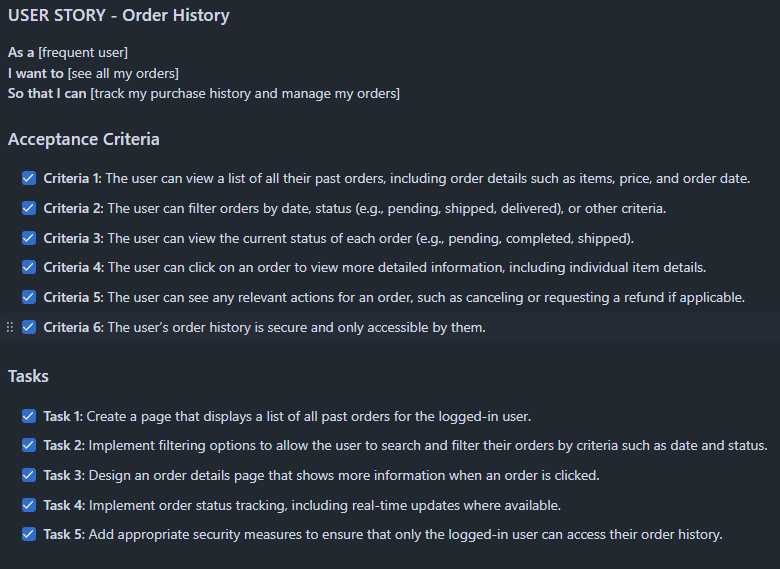 USER STORY - Order History
As a [frequent user]
I want to [see all my orders]
So that I can [track my purchase history and manage my orders]
Acceptance Criteria
Criteria 1: The user can view a list of all their past orders, including order details such as items, price, and order date.
Criteria 2: The user can filter orders by date, status (e.g., pending, shipped, delivered), or other criteria.
Criteria 3: The user can view the current status of each order (e.g., pending, completed, shipped).
Criteria 4: The user can click on an order to view more detailed information, including individual item details.
Criteria 5: The user can see any relevant actions for an order, such as canceling or requesting a refund if applicable.
Criteria 6: The user’s order history is secure and only accessible by them.
Tasks
Task 1: Create a page that displays a list of all past orders for the logged-in user.
Task 2: Implement filtering options to allow the user to search and filter their orders by criteria such as date and status.
Task 3: Design an order details page that shows more information when an order is clicked.
Task 4: Implement order status tracking, including real-time updates where available.
Task 5: Add appropriate security measures to ensure that only the logged-in user can access their order history.